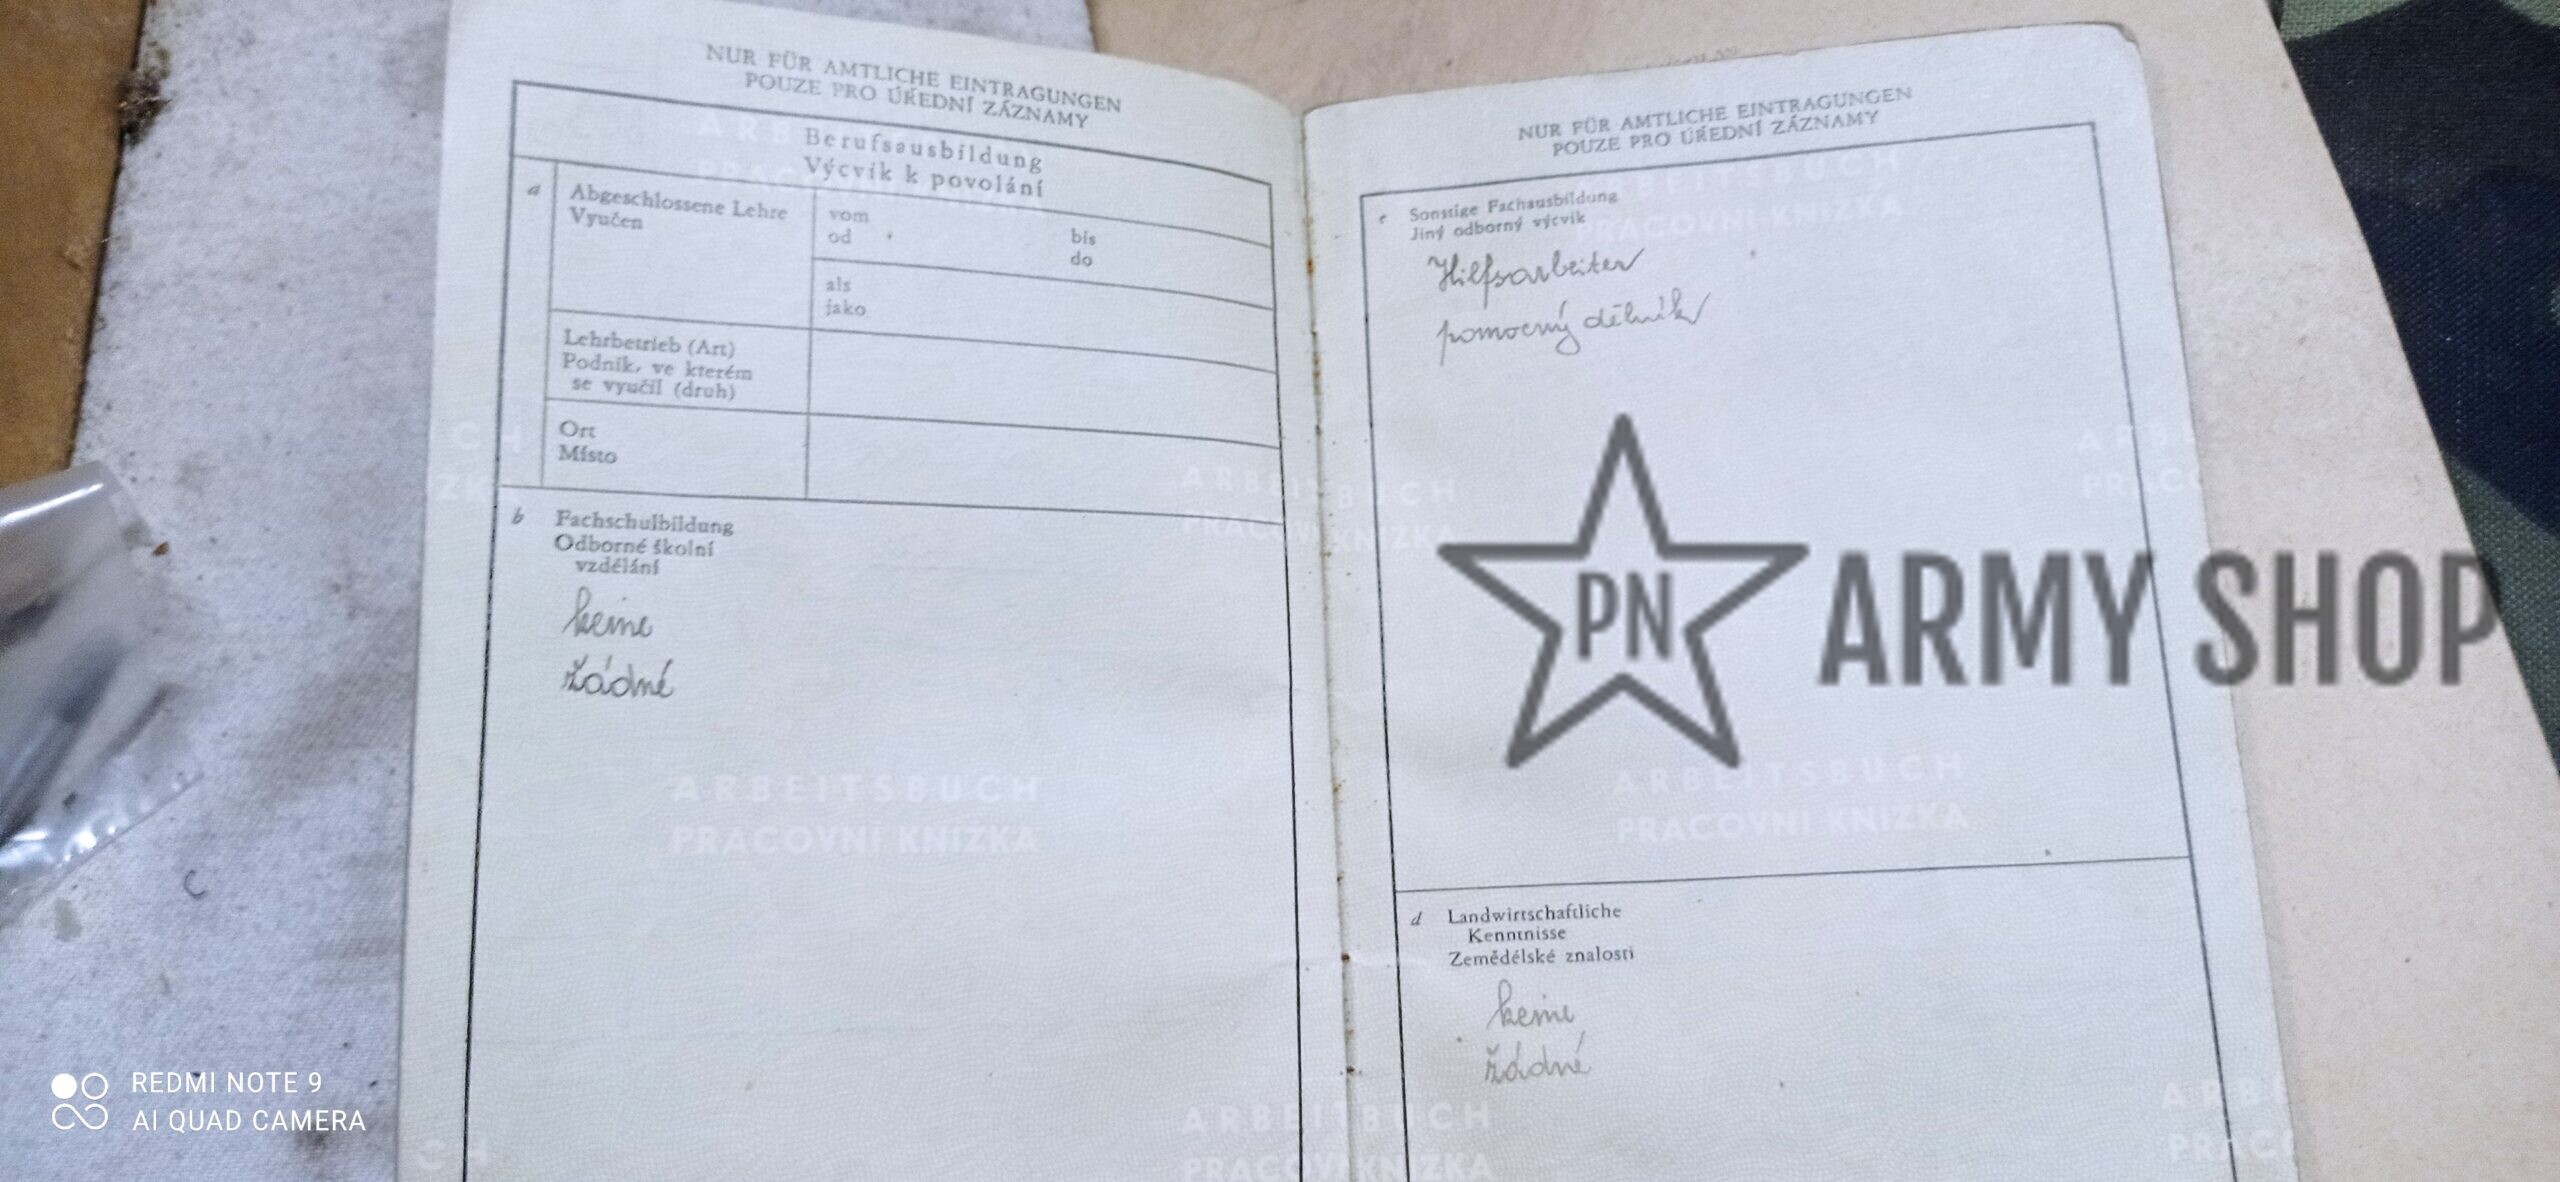 NUR FÜR AMTLICHE EINTRAGUNGEN
POUZE PRO ÚŘEDNÍ ZÁZNAMY
Berufsausbildung
Výcvik k povolání
a
Abgeschlossene Lehre
Vyučen
vom
od
bis
do
als
jako
Lehrbetrieb (Art)
Podnik, ve kterém
se vyučil (druh)
Ort
Místo
b
Fachschulbildung
Odborné školní
vzdělání
keine
žádné
ARBEITSBUCH
PRACOVNÍ KNÍŽKA
NUR FÜR AMTLICHE EINTRAGUNGEN
POUZE PRO ÚŘEDNÍ ZÁZNAMY
c
Sonstige Fachausbildung
Jiný odborný výcvik
Hilfsarbeiter
pomocný dělník
PN ARMY SHOP
ARBEITSBUCH
PRACOVNÍ KNÍŽKA
d
Landwirtschaftliche
Kenntnisse
Zemědělské znalosti
keine
žádné
REDMI NOTE 9
AI QUAD CAMERA